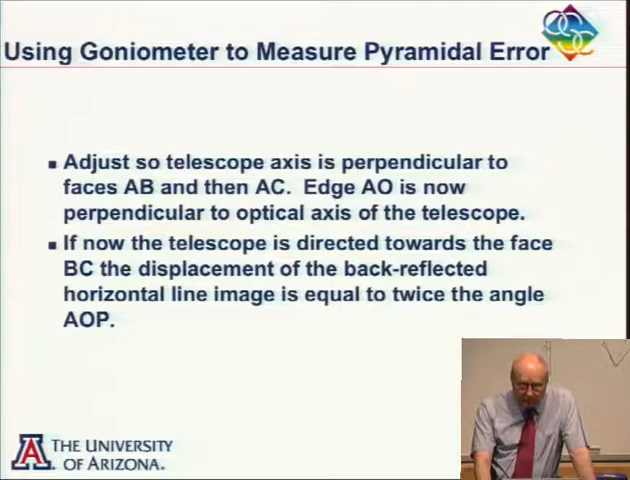 Using Goniometer to Measure Pyramidal Error
▪ Adjust so telescope axis is perpendicular to
faces AB and then AC. Edge AO is now
perpendicular to optical axis of the telescope.
▪ If now the telescope is directed towards the face
BC the displacement of the back-reflected
horizontal line image is equal to twice the angle
AOP.
A
THE UNIVERSITY
OF ARIZONA.